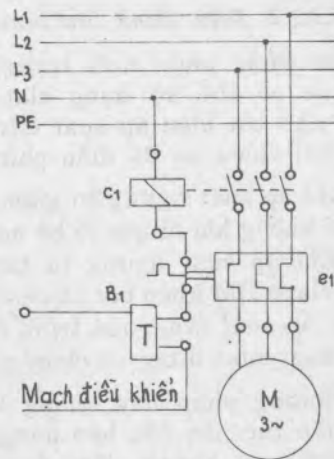 L1
L2
L3
N
PE
C1
e1
B1
T
Mạch điều khiển
M
3~